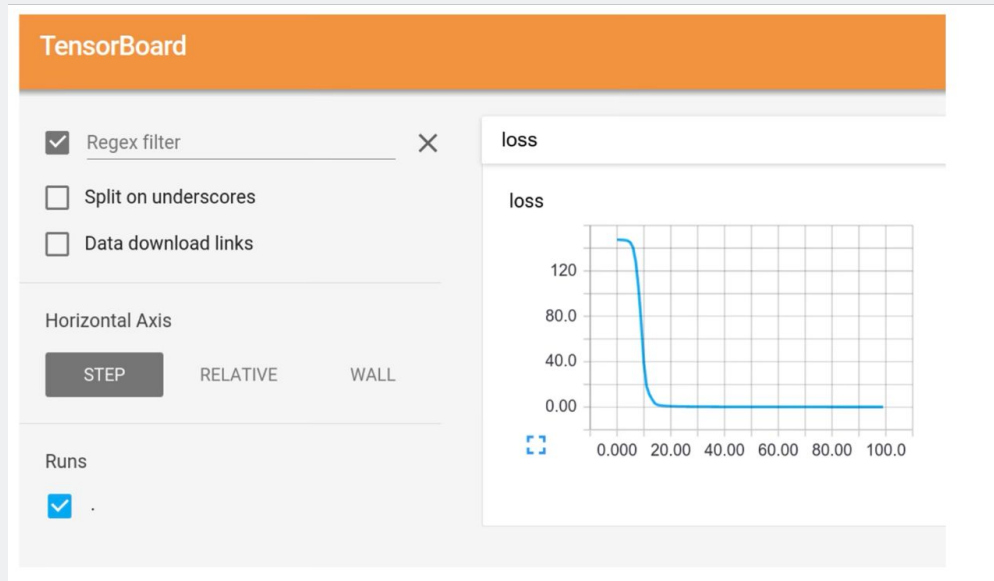 TensorBoard
Regex filter
Split on underscores
Data download links
Horizontal Axis
STEP RELATIVE WALL
Runs
.
loss
loss
120
80.0
40.0
0.00
0.000 20.00 40.00 60.00 80.00 100.0